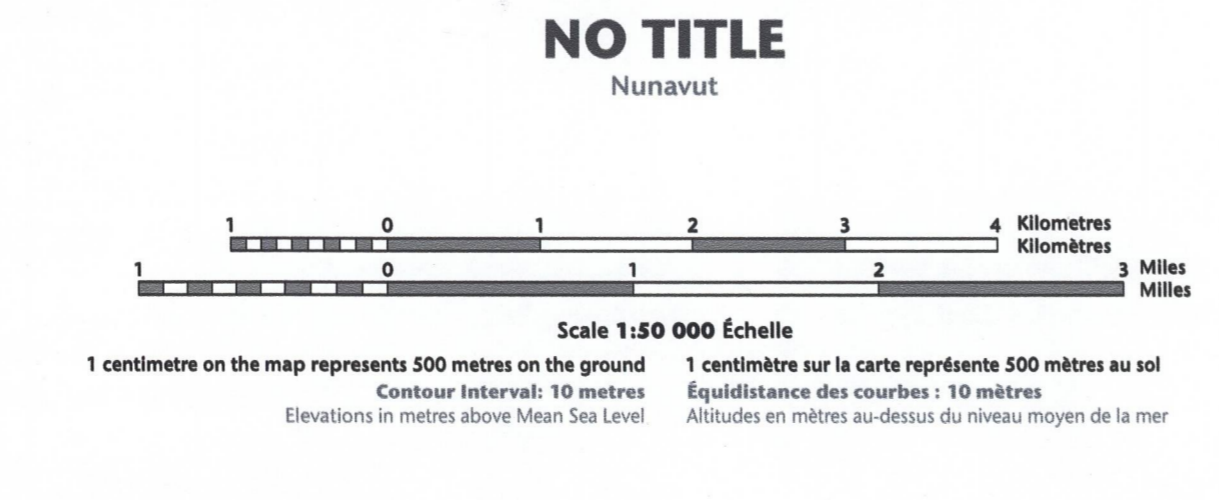 NO TITLE
Nunavut
1 0 1 2 3 4 Kilometres
Kilomètres
1 0 1 2 3 Miles
Milles
Scale 1:50 000 Échelle
1 centimetre on the map represents 500 metres on the ground
Contour Interval: 10 metres
Elevations in metres above Mean Sea Level
1 centimètre sur la carte représente 500 mètres au sol
Équidistance des courbes : 10 mètres
Altitudes en mètres au-dessus du niveau moyen de la mer